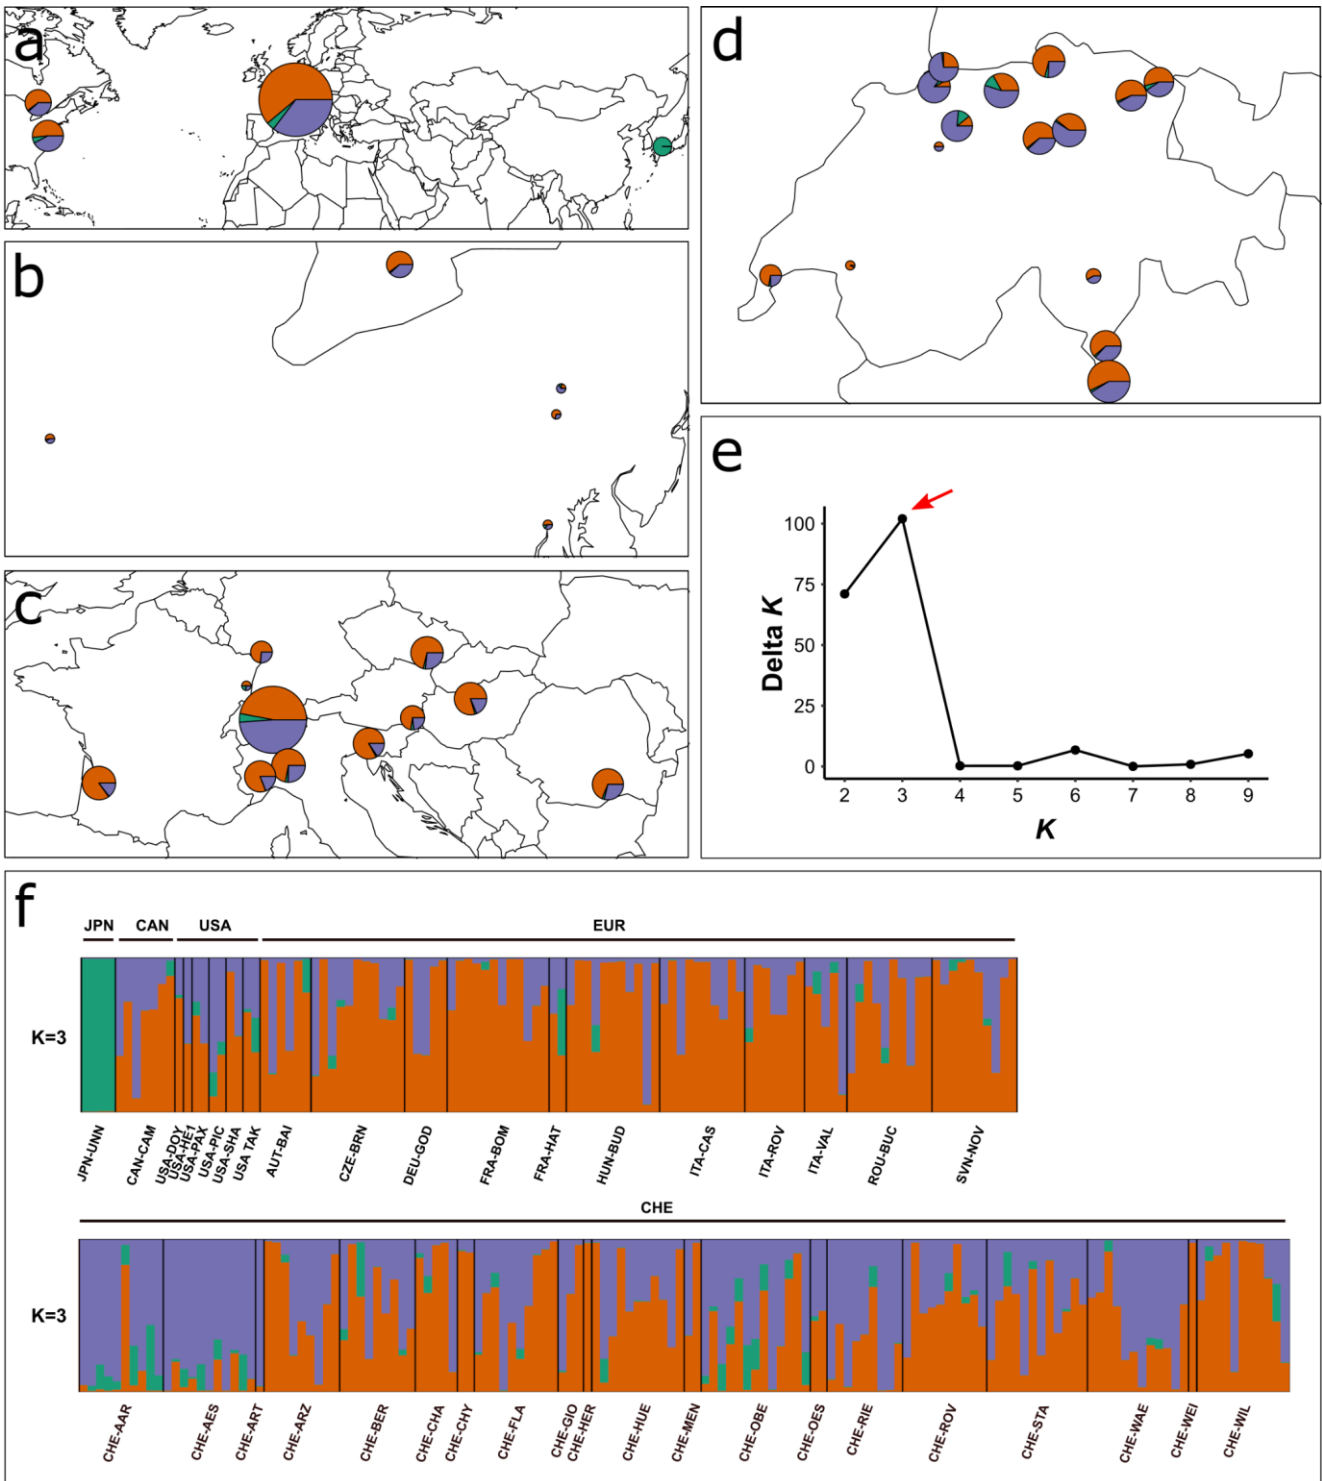 a
b
c
d
e
100
75
50
25
0
Delta K
2 3 4 5 6 7 8 9
K
f
JPN CAN USA EUR
K=3
JPN-UNN CAN-CAM USA-DOY USA-HE1 USA-PAX USA-PIC USA-SHA USA TAK AUT-BAI CZE-BRN DEU-GOD FRA-BOM FRA-HAT HUN-BUD ITA-CAS ITA-ROV ITA-VAL ROU-BUC SVN-NOV
CHE
K=3
CHE-AAR CHE-AES CHE-ART CHE-ARZ CHE-BER CHE-CHA CHE-CHY CHE-FLA CHE-GIO CHE-HER CHE-HUE CHE-MEN CHE-OBE CHE-OES CHE-RIE CHE-ROV CHE-STA CHE-WAE CHE-WEI CHE-WIL